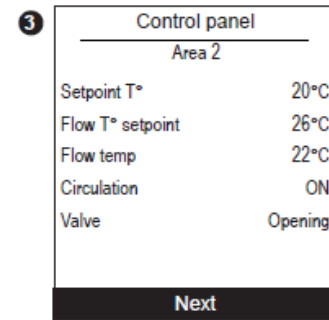 3
Control panel
Area 2
Setpoint T° 20°C
Flow T° setpoint 26°C
Flow temp 22°C
Circulation ON
Valve Opening
Next